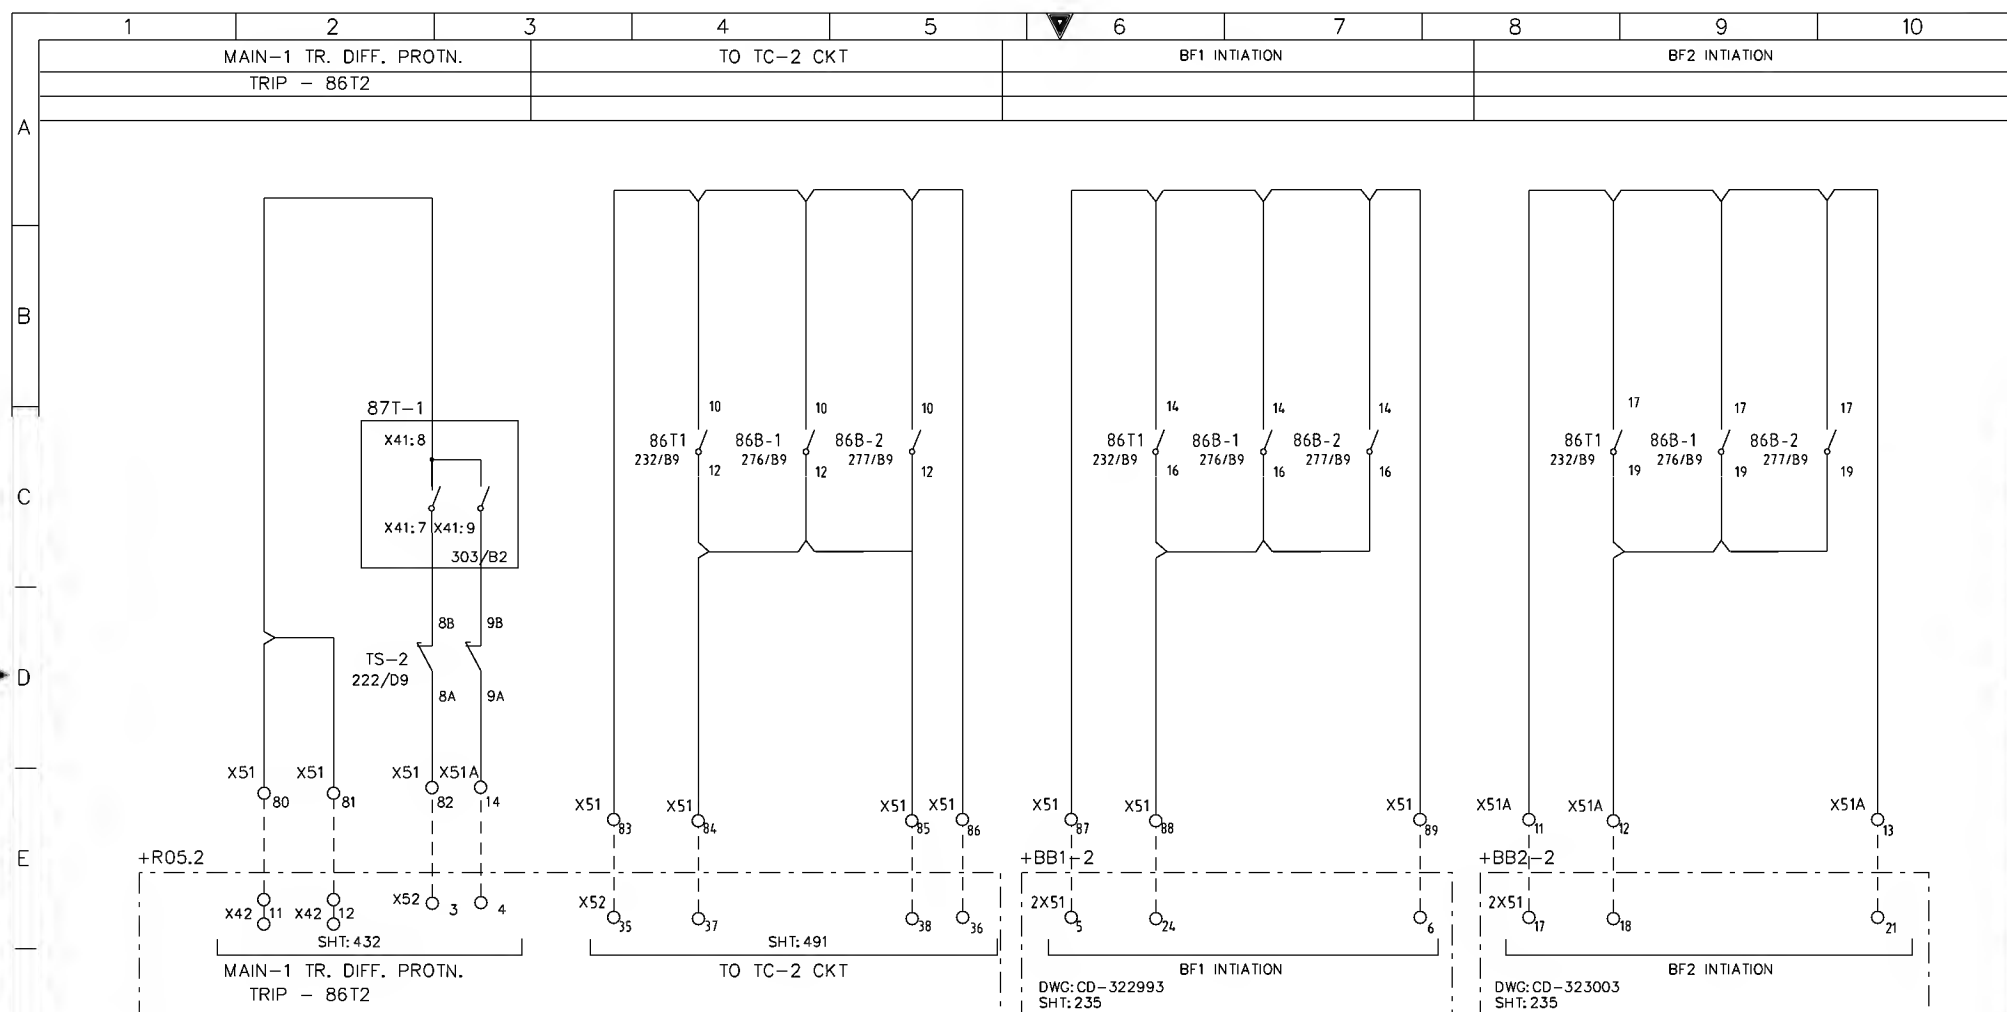 1 2 3 4 5 6 7 8 9 10
MAIN-1 TR. DIFF. PROTN. TO TC-2 CKT BF1 INTIATION BF2 INTIATION
TRIP - 86T2
A
B
87T-1 10 10 10 14 14 14 17 17 17
X41:8 86T1 86B-1 86B-2 86T1 86B-1 86B-2 86T1 86B-1 86B-2
232/B9 276/B9 277/B9 232/B9 276/B9 277/B9 232/B9 276/B9 277/B9
12 12 12 16 16 16 19 19 19
C
X41:7 X41:9
303/B2
8B 9B
TS-2
D 222/D9
8A 9A
X51 X51 X51 X51A
80 81 82 14
X51 X51 X51 X51 X51 X51 X51 X51A X51A X51A
83 84 85 86 87 88 89 11 12 13
E +R05.2 +BB1-2 +BB2-2
X42 11 X42 12 X52 3 4 X52 35 37 38 36 2X51 5 24 6 2X51 17 18 21
SHT:432 SHT:491
MAIN-1 TR. DIFF. PROTN. TO TC-2 CKT BF1 INTIATION BF2 INTIATION
TRIP - 86T2
DWG:CD-322993 DWG:CD-323003
SHT:235 SHT:235